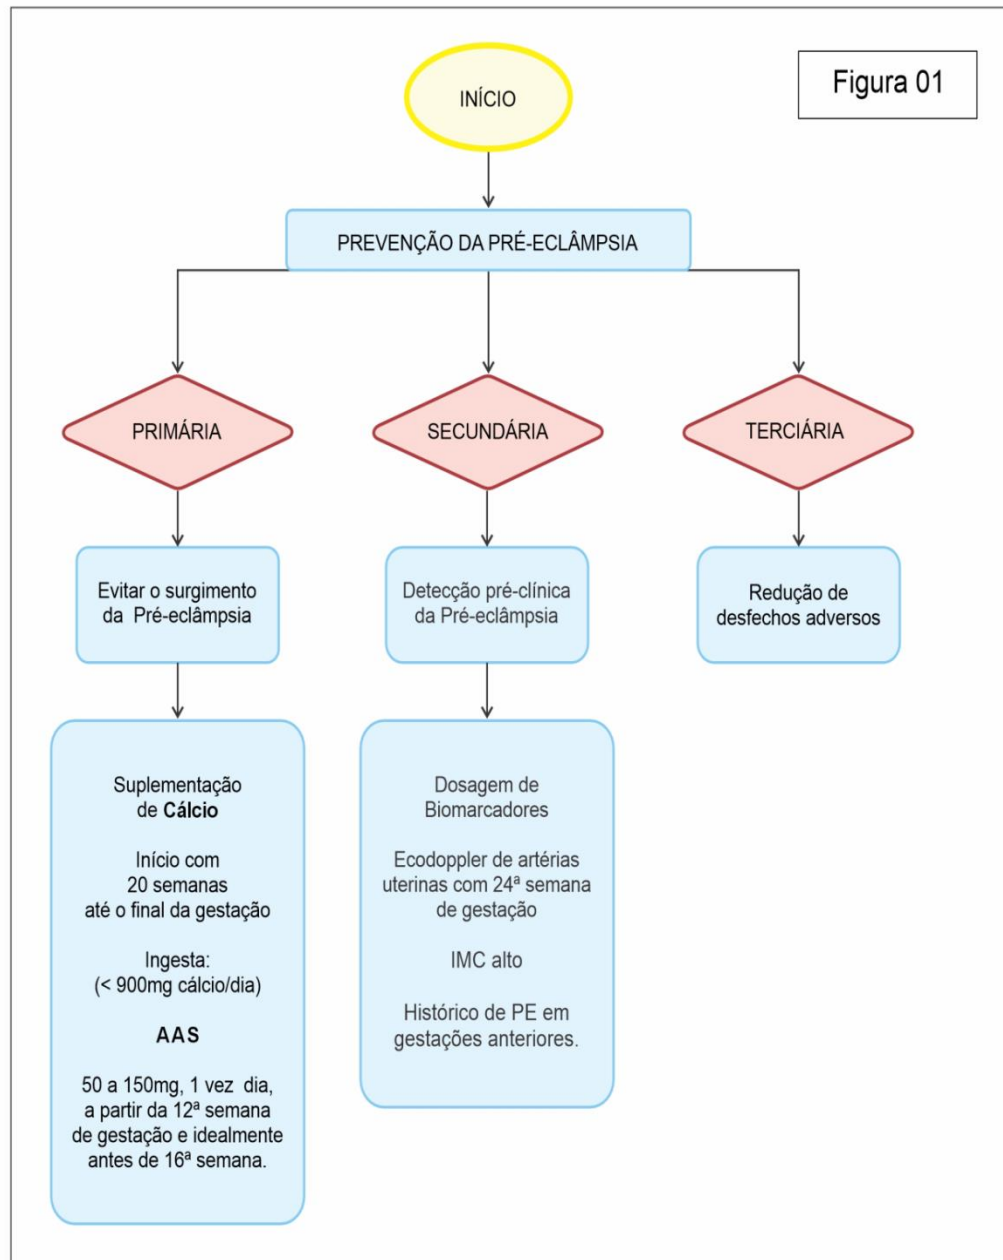 Figura 01
INÍCIO
PREVENÇÃO DA PRÉ-ECLÂMPSIA
PRIMÁRIA
SECUNDÁRIA
TERCIÁRIA
Evitar o surgimento
da Pré-eclâmpsia
Detecção pré-clínica
da Pré-eclâmpsia
Redução de
desfechos adversos
Suplementação
de Cálcio
Início com
20 semanas
até o final da gestação
Ingesta:
(< 900mg cálcio/dia)
AAS
50 a 150mg, 1 vez dia,
a partir da 12ª semana
de gestação e idealmente
antes de 16ª semana.
Dosagem de
Biomarcadores
Ecodoppler de artérias
uterinas com 24ª semana
de gestação
IMC alto
Histórico de PE em
gestações anteriores.